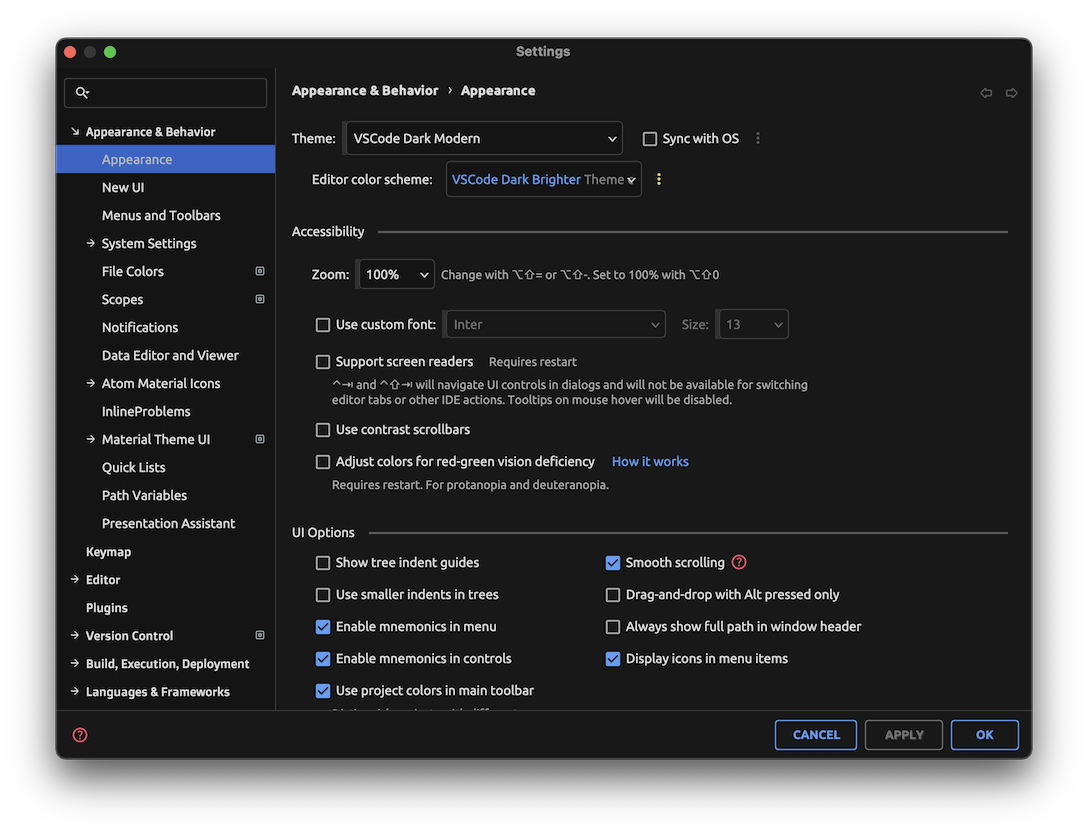 Settings
Appearance & Behavior
Appearance
New UI
Menus and Toolbars
System Settings
File Colors
Scopes
Notifications
Data Editor and Viewer
Atom Material Icons
InlineProblems
Material Theme UI
Quick Lists
Path Variables
Presentation Assistant
Keymap
Editor
Plugins
Version Control
Build, Execution, Deployment
Languages & Frameworks
Appearance & Behavior › Appearance
Theme: VSCode Dark Modern Sync with OS
Editor color scheme: VSCode Dark Brighter Theme
Accessibility
Zoom: 100% Change with ⌥⇧= or ⌥⇧-. Set to 100% with ⌥⇧0
Use custom font: Inter Size: 13
Support screen readers Requires restart
^⇥ and ^⇧⇥ will navigate UI controls in dialogs and will not be available for switching
editor tabs or other IDE actions. Tooltips on mouse hover will be disabled.
Use contrast scrollbars
Adjust colors for red-green vision deficiency How it works
Requires restart. For protanopia and deuteranopia.
UI Options
Show tree indent guides Smooth scrolling
Use smaller indents in trees Drag-and-drop with Alt pressed only
Enable mnemonics in menu Always show full path in window header
Enable mnemonics in controls Display icons in menu items
Use project colors in main toolbar
CANCEL APPLY OK